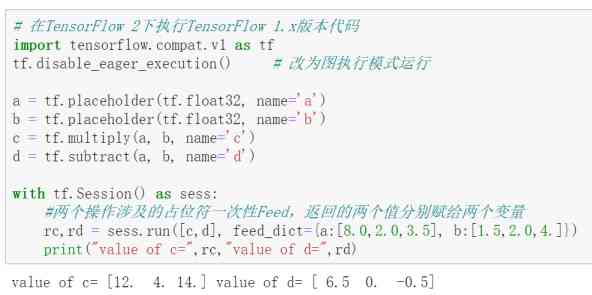 # 在TensorFlow 2下执行TensorFlow 1.x版本代码
import tensorflow.compat.v1 as tf
tf.disable_eager_execution()     # 改为图执行模式运行
a = tf.placeholder(tf.float32, name='a')
b = tf.placeholder(tf.float32, name='b')
c = tf.multiply(a, b, name='c')
d = tf.subtract(a, b, name='d')
with tf.Session() as sess:
    #两个操作涉及的占位符一次性Feed，返回的两个值分别赋给两个变量
    rc,rd = sess.run([c,d], feed_dict={a:[8.0,2.0,3.5], b:[1.5,2.0,4.]})
    print("value of c=",rc,"value of d=",rd)
value of c= [12.  4. 14.] value of d= [ 6.5  0.  -0.5]